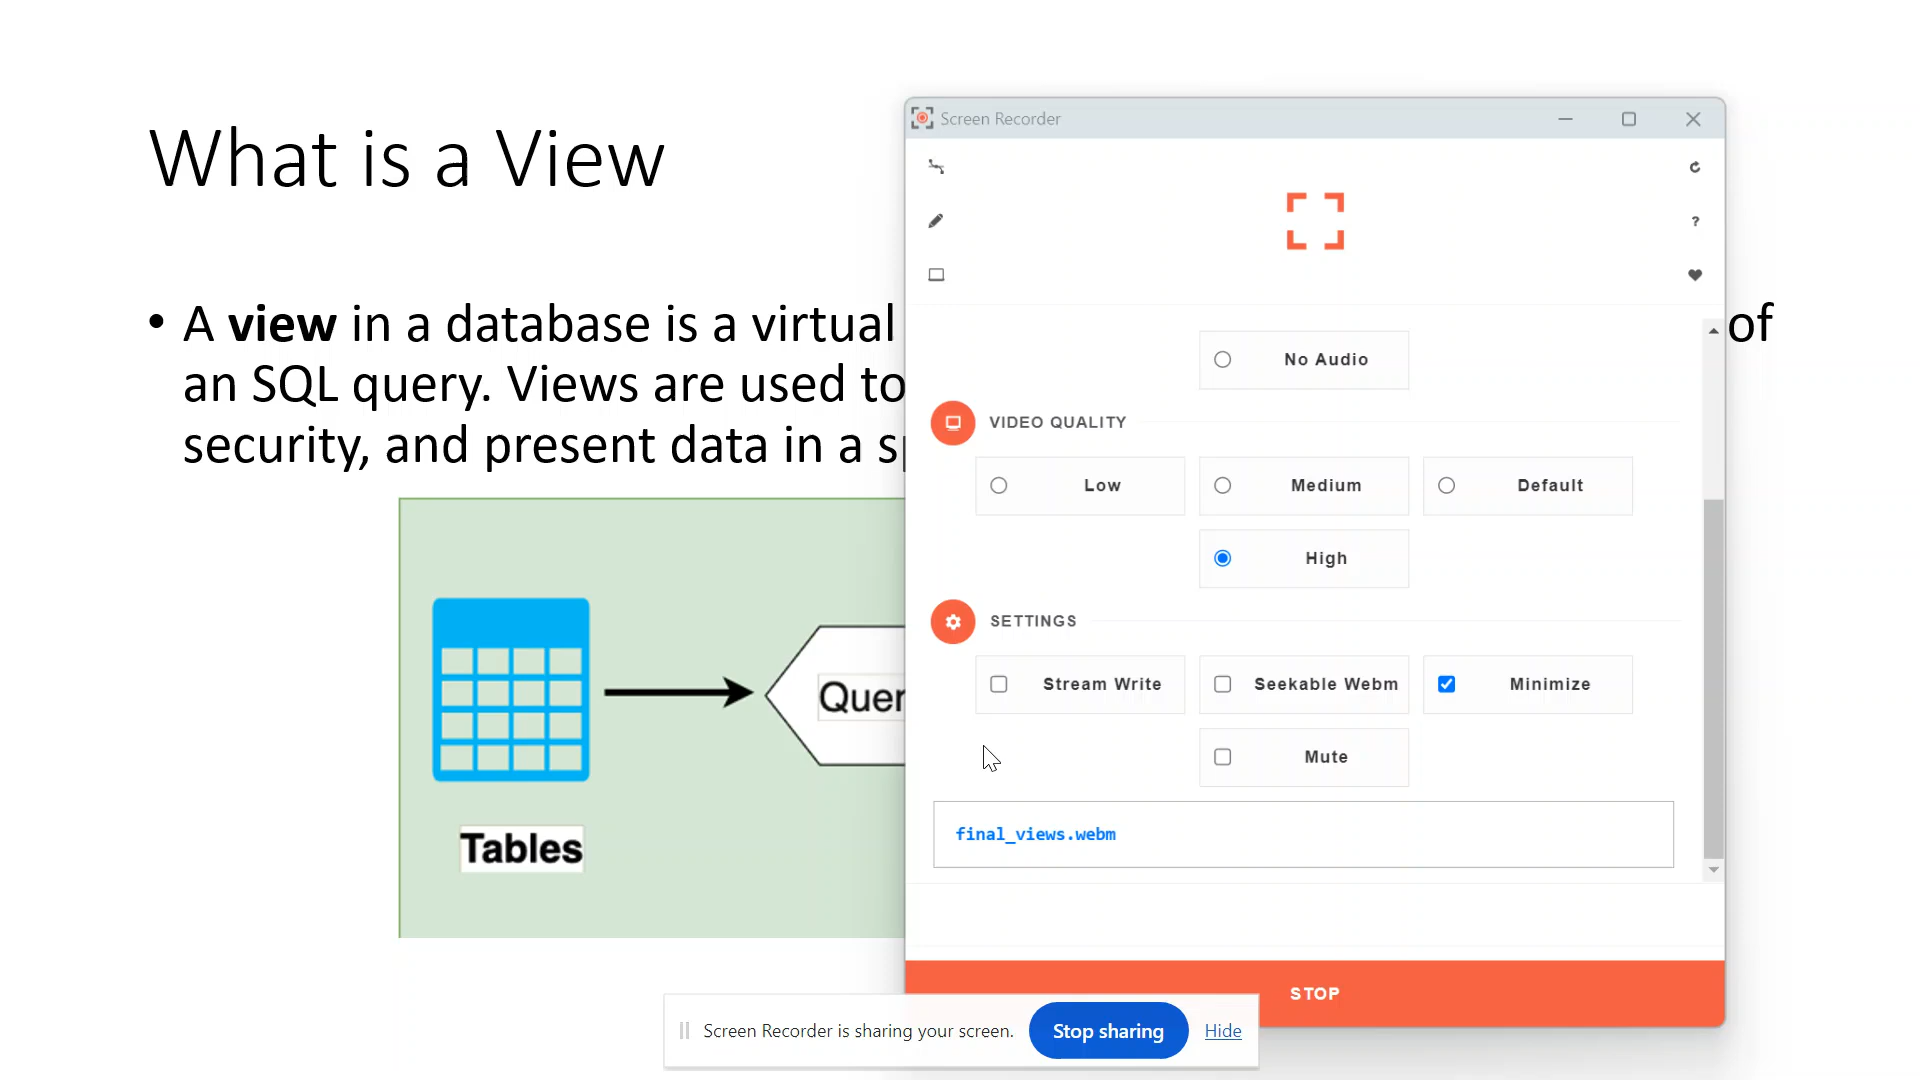 What is a View
• A view in a database is a virtual
of
an SQL query. Views are used to
security, and present data in a
Tables
Screen Recorder
?
No Audio
VIDEO QUALITY
Low
Medium
Default
High
SETTINGS
Stream Write
Seekable Webm
Minimize
Mute
final_views.webm
STOP
Screen Recorder is sharing your screen.
Stop sharing
Hide